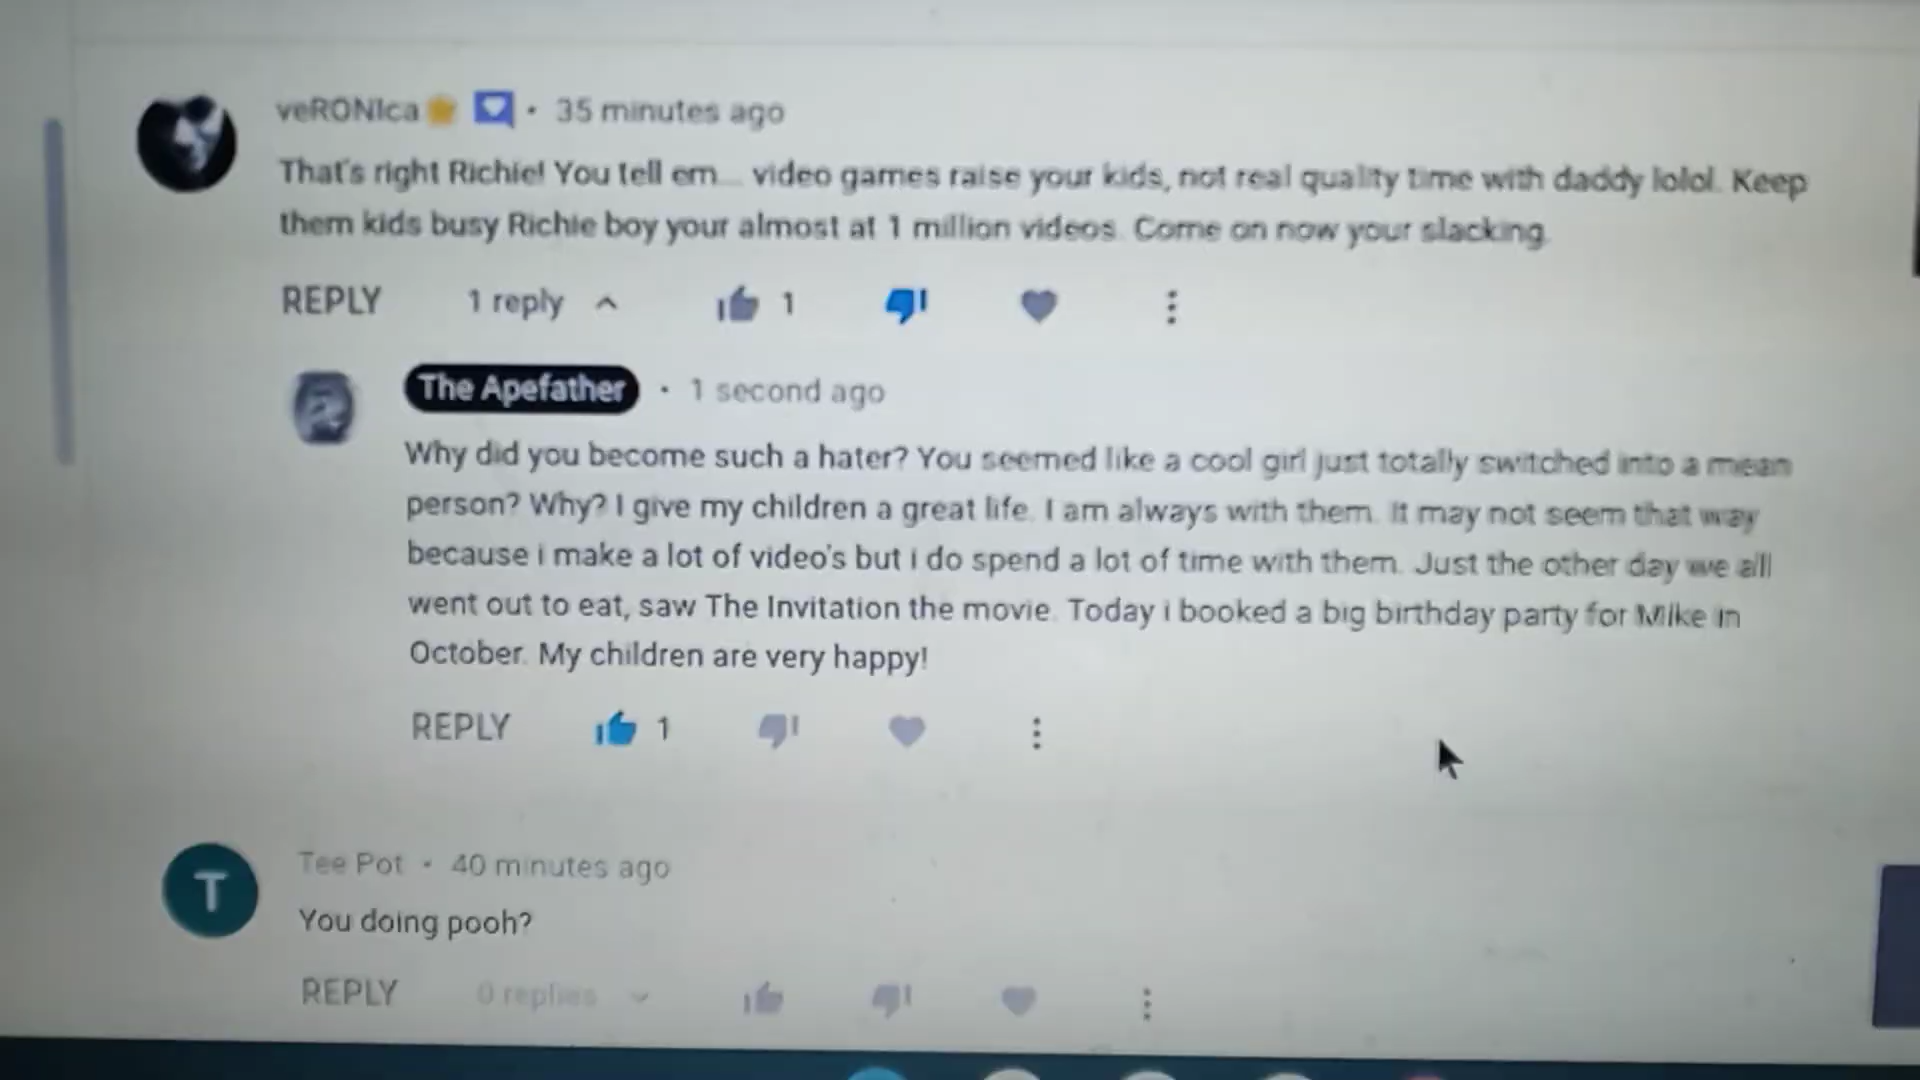 veRONIca • 35 minutes ago
That's right Richie! You tell em... video games raise your kids, not real quality time with daddy lolol. Keep
them kids busy Richie boy your almost at 1 million videos. Come on now your slacking.
REPLY 1 reply 1
The Apefather • 1 second ago
Why did you become such a hater? You seemed like a cool girl just totally switched into a mean
person? Why? I give my children a great life. I am always with them. It may not seem that way
because i make a lot of video's but i do spend a lot of time with them. Just the other day we all
went out to eat, saw The Invitation the movie. Today i booked a big birthday party for Mike in
October. My children are very happy!
REPLY 1
T
Tee Pot • 40 minutes ago
You doing pooh?
REPLY 0 replies